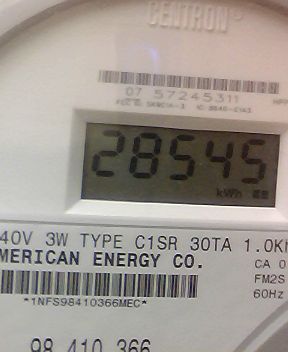 CENTRON
07 57245311
28545
kWh
40V 3W TYPE C1SR 30TA 1.0K
MERICAN ENERGY CO.
CA 0
FM2S
60Hz
*1NFS98410366MEC*
98 410 366